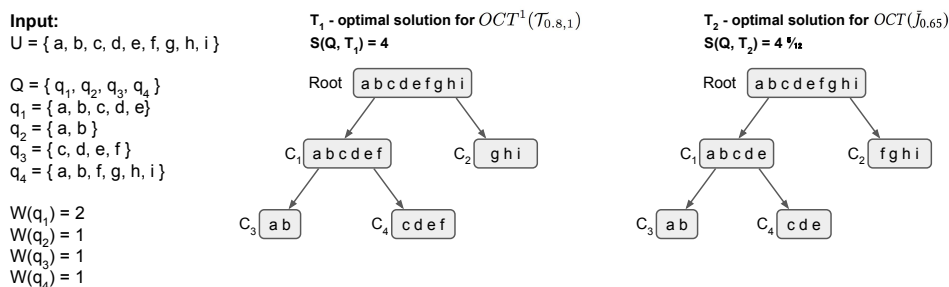 Input:
U = { a, b, c, d, e, f, g, h, i }
Q = { q₁, q₂, q₃, q₄ }
q₁ = { a, b, c, d, e}
q₂ = { a, b }
q₃ = { c, d, e, f }
q₄ = { a, b, f, g, h, i }
W(q₁) = 2
W(q₂) = 1
W(q₃) = 1
W(q₄) = 1
T₁ - optimal solution for OCT¹(𝒯₀.₈,₁)
S(Q, T₁) = 4
Root a b c d e f g h i
C₁ a b c d e f
C₂ g h i
C₃ a b
C₄ c d e f
T₂ - optimal solution for OCT(J̃₀.₆₅)
S(Q, T₂) = 4 ⁵⁄₁₂
Root a b c d e f g h i
C₁ a b c d e
C₂ f g h i
C₃ a b
C₄ c d e